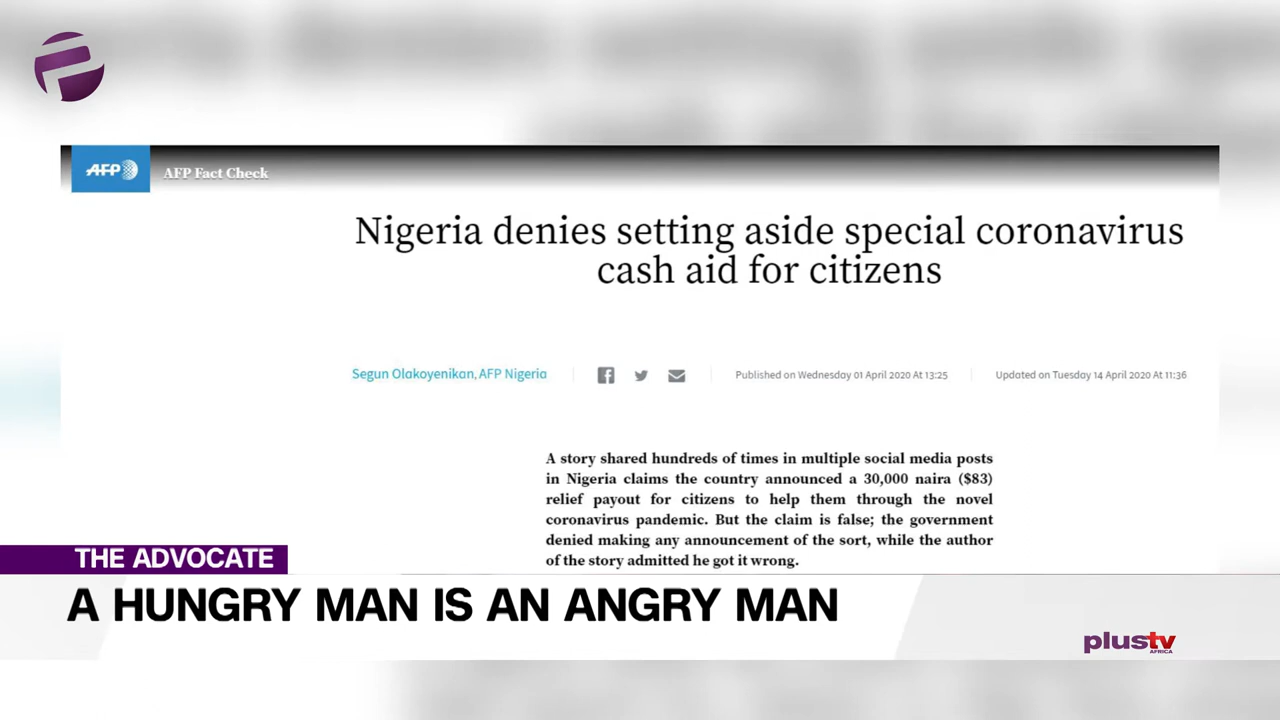 AFP
AFP Fact Check
Nigeria denies setting aside special coronavirus
cash aid for citizens
Segun Olakoyenikan, AFP Nigeria
Published on Wednesday 01 April 2020 At 13:25
Updated on Tuesday 14 April 2020 At 11:36
A story shared hundreds of times in multiple social media posts
in Nigeria claims the country announced a 30,000 naira ($83)
relief payout for citizens to help them through the novel
coronavirus pandemic. But the claim is false; the government
denied making any announcement of the sort, while the author
of the story admitted he got it wrong.
THE ADVOCATE
A HUNGRY MAN IS AN ANGRY MAN
plustv
AFRICA